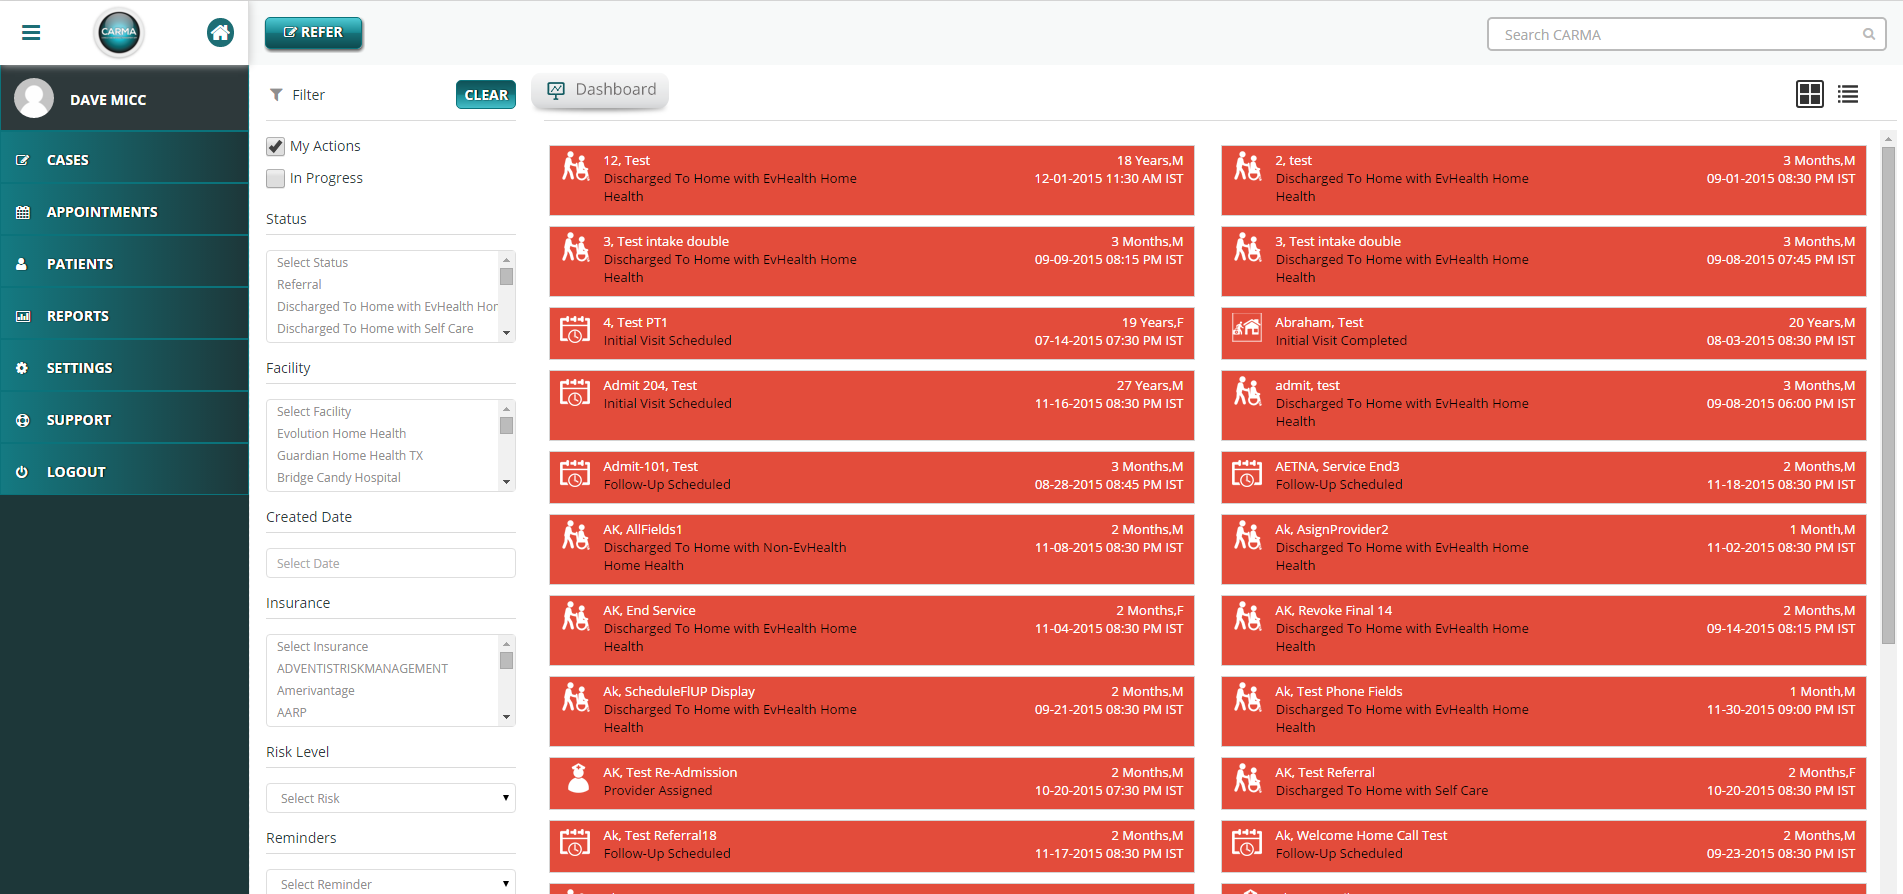 CARMA
REFER
Search CARMA
DAVE MICC
CASES
APPOINTMENTS
PATIENTS
REPORTS
SETTINGS
SUPPORT
LOGOUT
Filter
CLEAR
My Actions
In Progress
Status
Select Status
Referral
Discharged To Home with EvHealth Hor
Discharged To Home with Self Care
Facility
Select Facility
Evolution Home Health
Guardian Home Health TX
Bridge Candy Hospital
Created Date
Select Date
Insurance
Select Insurance
ADVENTISTRISKMANAGEMENT
Amerivantage
AARP
Risk Level
Select Risk
Reminders
Select Reminder
Dashboard
12, Test 18 Years,M
Discharged To Home with EvHealth Home 12-01-2015 11:30 AM IST
Health
2, test 3 Months,M
Discharged To Home with EvHealth Home 09-01-2015 08:30 PM IST
Health
3, Test intake double 3 Months,M
Discharged To Home with EvHealth Home 09-09-2015 08:15 PM IST
Health
3, Test intake double 3 Months,M
Discharged To Home with EvHealth Home 09-08-2015 07:45 PM IST
Health
4, Test PT1 19 Years,F
Initial Visit Scheduled 07-14-2015 07:30 PM IST
Abraham, Test 20 Years,M
Initial Visit Completed 08-03-2015 08:30 PM IST
Admit 204, Test 27 Years,M
Initial Visit Scheduled 11-16-2015 08:30 PM IST
admit, test 3 Months,M
Discharged To Home with EvHealth Home 09-08-2015 06:00 PM IST
Health
Admit-101, Test 3 Months,M
Follow-Up Scheduled 08-28-2015 08:45 PM IST
AETNA, Service End3 2 Months,M
Follow-Up Scheduled 11-18-2015 08:30 PM IST
AK, AllFields1 2 Months,M
Discharged To Home with Non-EvHealth 11-08-2015 08:30 PM IST
Home Health
Ak, AsignProvider2 1 Month,M
Discharged To Home with EvHealth Home 11-02-2015 08:30 PM IST
Health
AK, End Service 2 Months,F
Discharged To Home with EvHealth Home 11-04-2015 08:30 PM IST
Health
AK, Revoke Final 14 2 Months,M
Discharged To Home with EvHealth Home 09-14-2015 08:15 PM IST
Health
Ak, ScheduleFlUP Display 2 Months,M
Discharged To Home with EvHealth Home 09-21-2015 08:30 PM IST
Health
Ak, Test Phone Fields 1 Month,M
Discharged To Home with EvHealth Home 11-30-2015 09:00 PM IST
Health
AK, Test Re-Admission 2 Months,M
Provider Assigned 10-20-2015 07:30 PM IST
AK, Test Referral 2 Months,F
Discharged To Home with Self Care 10-20-2015 08:30 PM IST
Ak, Test Referral18 2 Months,M
Follow-Up Scheduled 11-17-2015 08:30 PM IST
Ak, Welcome Home Call Test 2 Months,M
Follow-Up Scheduled 09-23-2015 08:30 PM IST